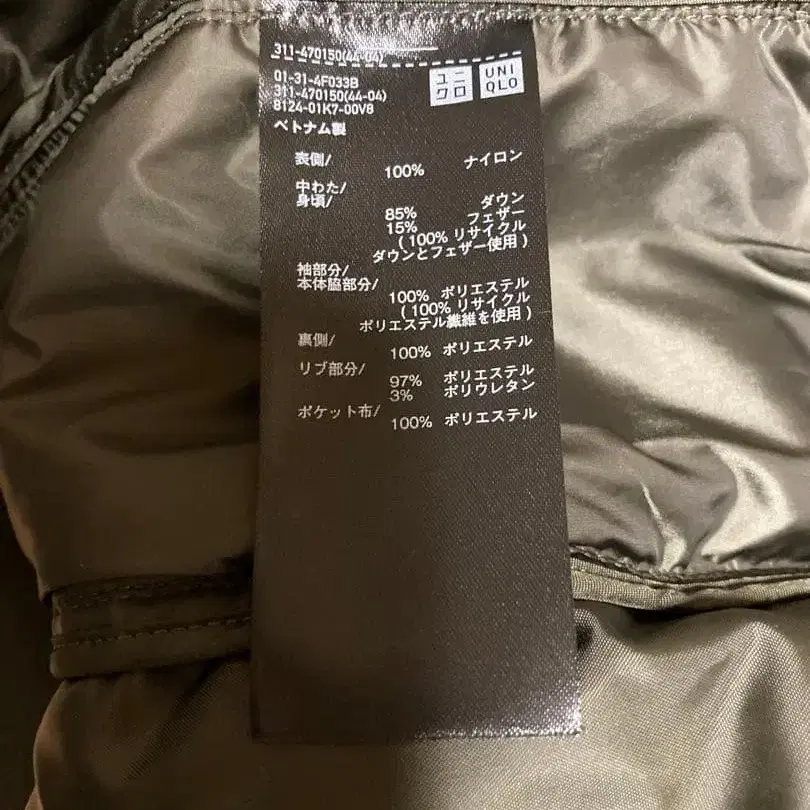 311-470150(44-04)
01-31-4F033B
311-470150(44-04)
8124-01K7-00V8
ユニクロ
UNIQLO
ベトナム製
表側/
100% ナイロン
中わた/
身頃/
85% ダウン
15% フェザー
(100% リサイクル
ダウンとフェザー使用)
袖部分/
本体脇部分/
100% ポリエステル
(100% リサイクル
ポリエステル繊維を使用)
裏側/
100% ポリエステル
リブ部分/
97% ポリエステル
3% ポリウレタン
ポケット布/
100% ポリエステル